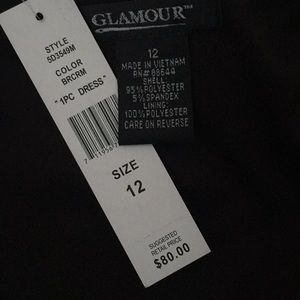 GLAMOUR™
12
MADE IN VIETNAM
RN# 88644
SHELL
95% POLYESTER
5% SPANDEX
LINING
100% POLYESTER
CARE ON REVERSE
STYLE
SD3549M
COLOR
BRCRM
" 1PC DRESS "
SIZE
12
SUGGESTED
RETAIL PRICE
$80.00